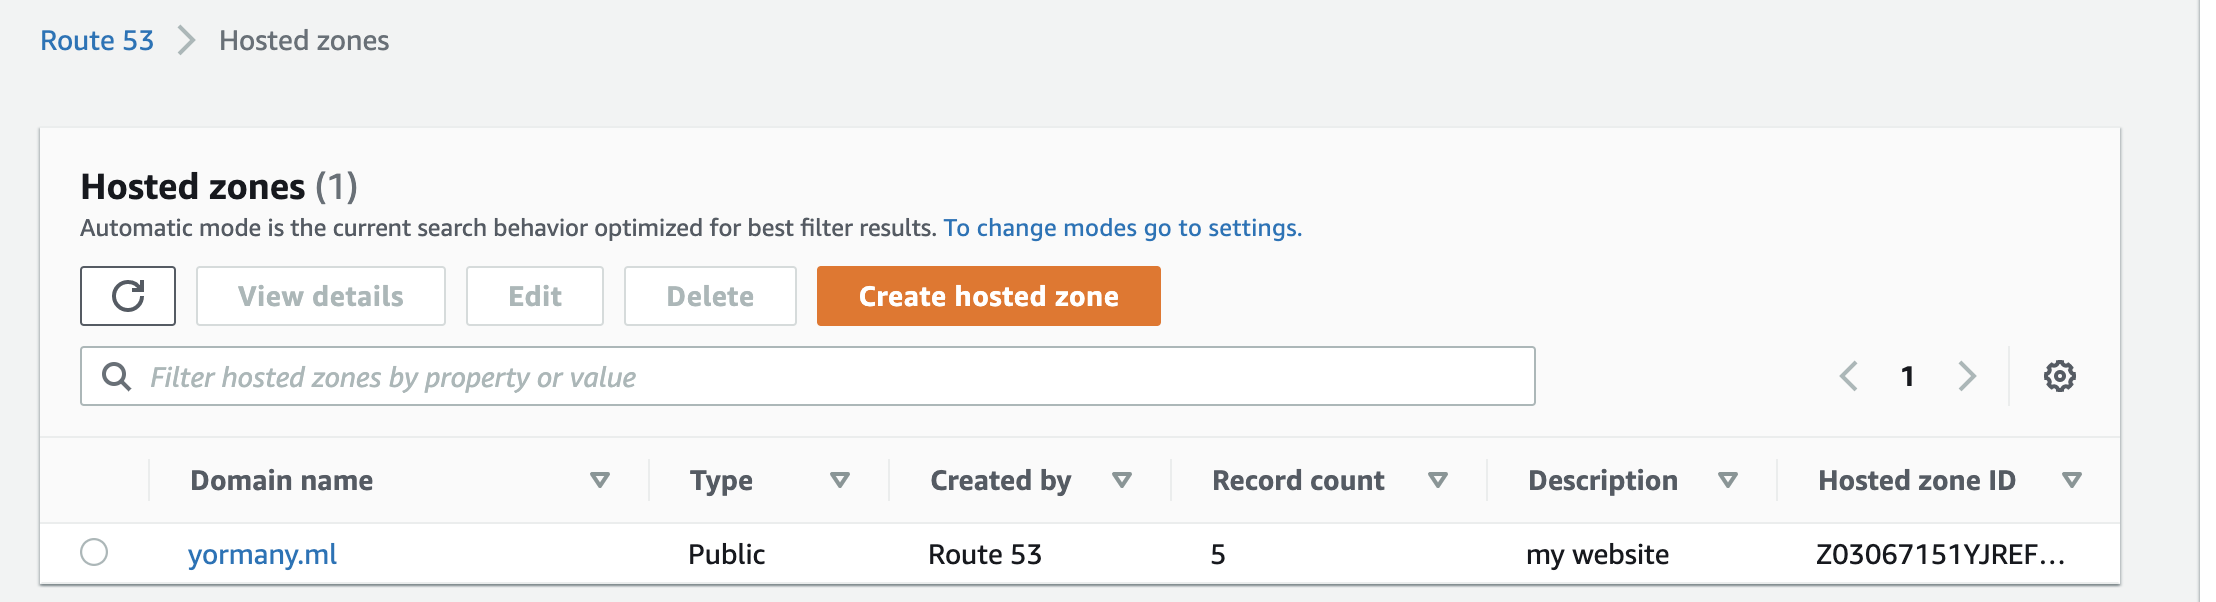 Route 53 Hosted zones
Hosted zones (1)
Automatic mode is the current search behavior optimized for best filter results. To change modes go to settings.
View details Edit Delete Create hosted zone
Filter hosted zones by property or value 1
Domain name Type Created by Record count Description Hosted zone ID
yormany.ml Public Route 53 5 my website Z03067151YJREF...